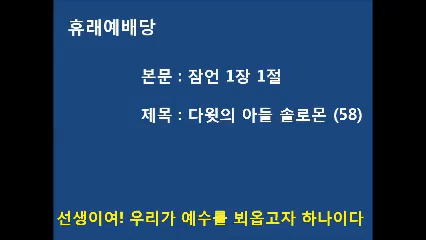 휴래예배당
본문 : 잠언 1장 1절
제목 : 다윗의 아들 솔로몬 (58)
선생이여! 우리가 예수를 뵈옵고자 하나이다